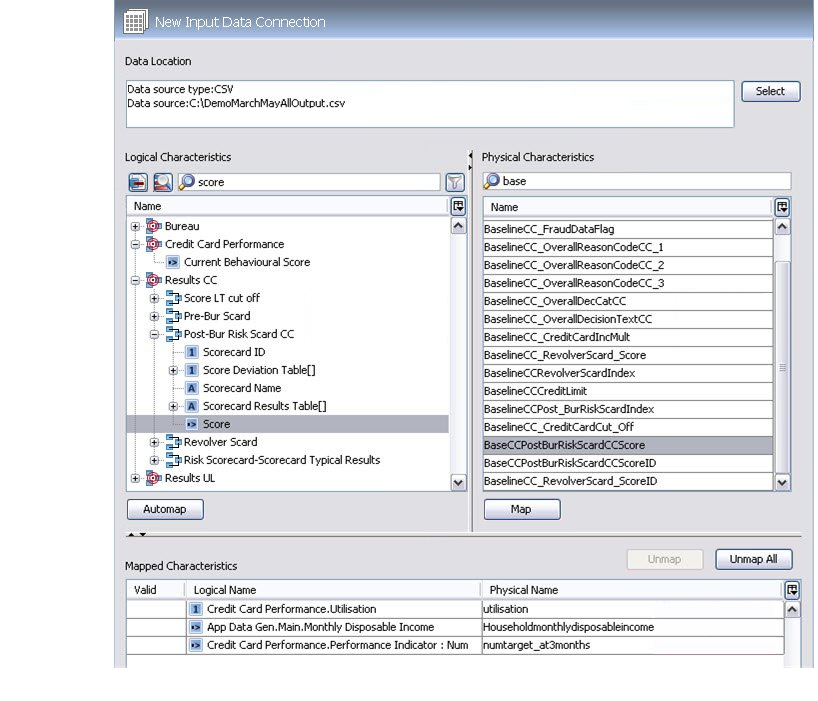 New Input Data Connection
Data Location
Data source type:CSV
Data source:C:\DemoMarchMayAllOutput.csv
Select
Logical Characteristics
score
Name
Bureau
Credit Card Performance
Current Behavioural Score
Results CC
Score LT cut off
Pre-Bur Scard
Post-Bur Risk Scard CC
1 Scorecard ID
1 Score Deviation Table[]
A Scorecard Name
A Scorecard Results Table[]
Score
Revolver Scard
Risk Scorecard-Scorecard Typical Results
Results UL
Automap
Physical Characteristics
base
Name
BaselineCC_FraudDataFlag
BaselineCC_OverallReasonCodeCC_1
BaselineCC_OverallReasonCodeCC_2
BaselineCC_OverallReasonCodeCC_3
BaselineCC_OverallDecCatCC
BaselineCC_OverallDecisionTextCC
BaselineCC_CreditCardIncMult
BaselineCC_RevolverScard_Score
BaselineCCRevolverScardIndex
BaselineCCCreditLimit
BaselineCCPost_BurRiskScardIndex
BaselineCC_CreditCardCut_Off
BaseCCPostBurRiskScardCCScore
BaseCCPostBurRiskScardCCScoreID
BaselineCC_RevolverScard_ScoreID
Map
Mapped Characteristics
Unmap
Unmap All
Valid Logical Name Physical Name
1 Credit Card Performance.Utilisation utilisation
App Data Gen.Main.Monthly Disposable Income Householdmonthlydisposableincome
Credit Card Performance.Performance Indicator : Num numtarget_at3months